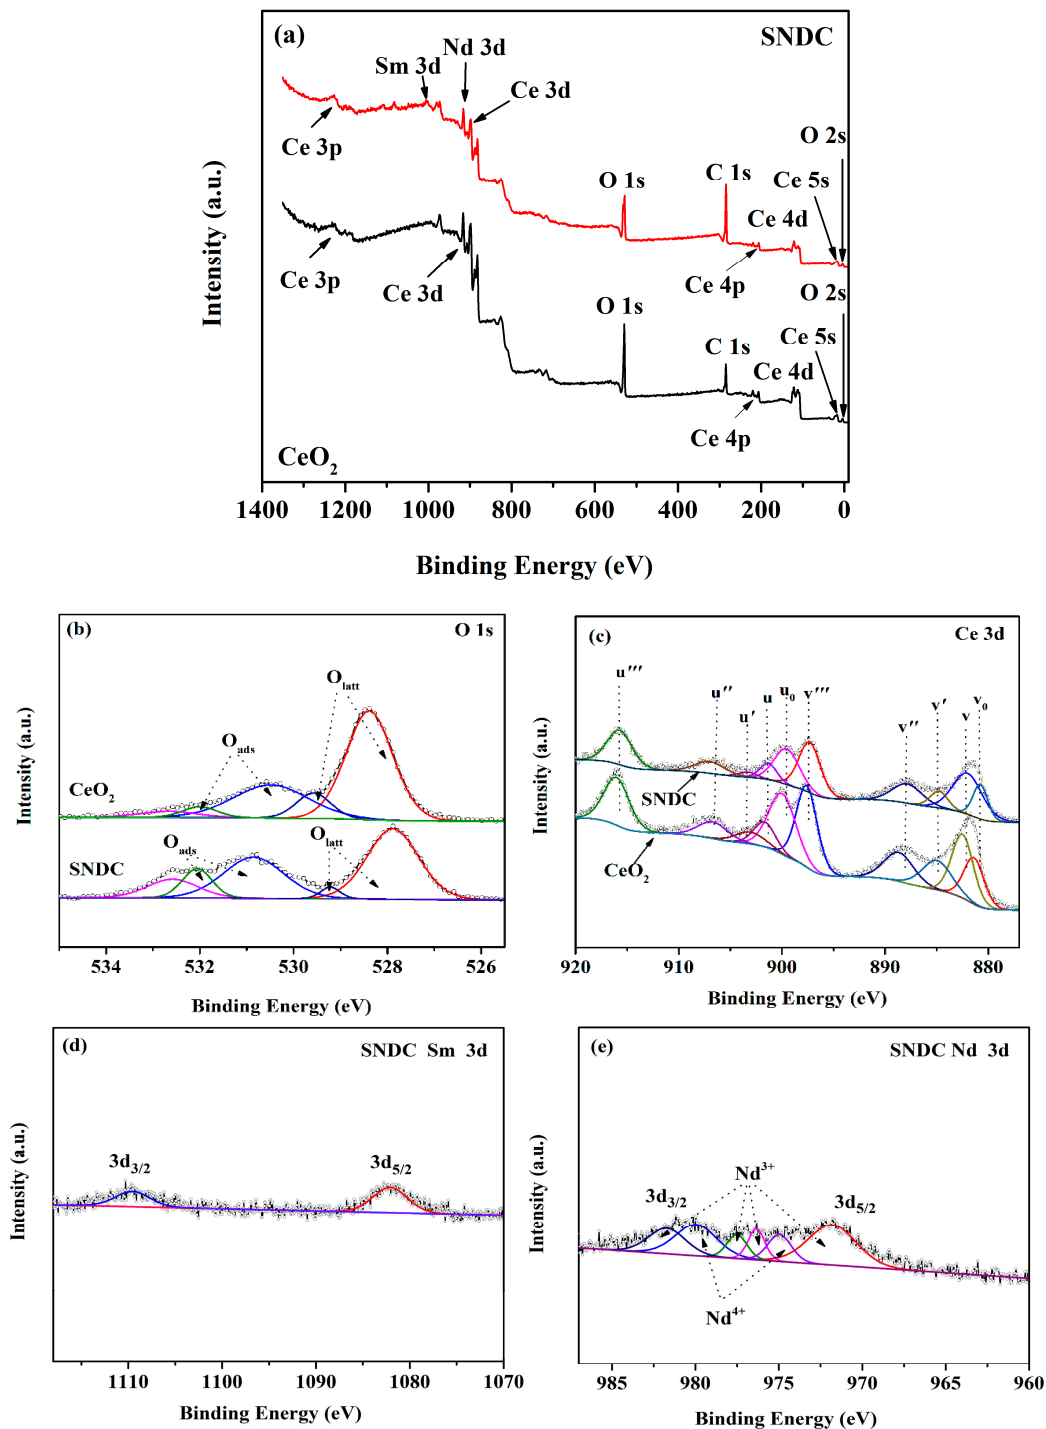 (a)
SNDC
Nd 3d
Sm 3d
Ce 3d
Ce 3p
O 1s
C 1s
O 2s
Ce 5s
Ce 4d
Ce 4p
Ce 3p
Ce 3d
O 1s
C 1s
O 2s
Ce 5s
Ce 4d
Ce 4p
CeO2
Intensity (a.u.)
1400 1200 1000 800 600 400 200 0
Binding Energy (eV)
(b)
O 1s
Olatt
Oads
CeO2
Oads
Olatt
SNDC
Intensity (a.u.)
534 532 530 528 526
Binding Energy (eV)
(c)
Ce 3d
u''' u'' u' u u0 v''' v'' v' v v0
SNDC
CeO2
Intensity (a.u.)
920 910 900 890 880
Binding Energy (eV)
(d)
SNDC Sm 3d
3d3/2
3d5/2
Intensity (a.u.)
1110 1100 1090 1080 1070
Binding Energy (eV)
(e)
SNDC Nd 3d
Nd3+
3d3/2
3d5/2
Nd4+
Intensity (a.u.)
985 980 975 970 965 960
Binding Energy (eV)